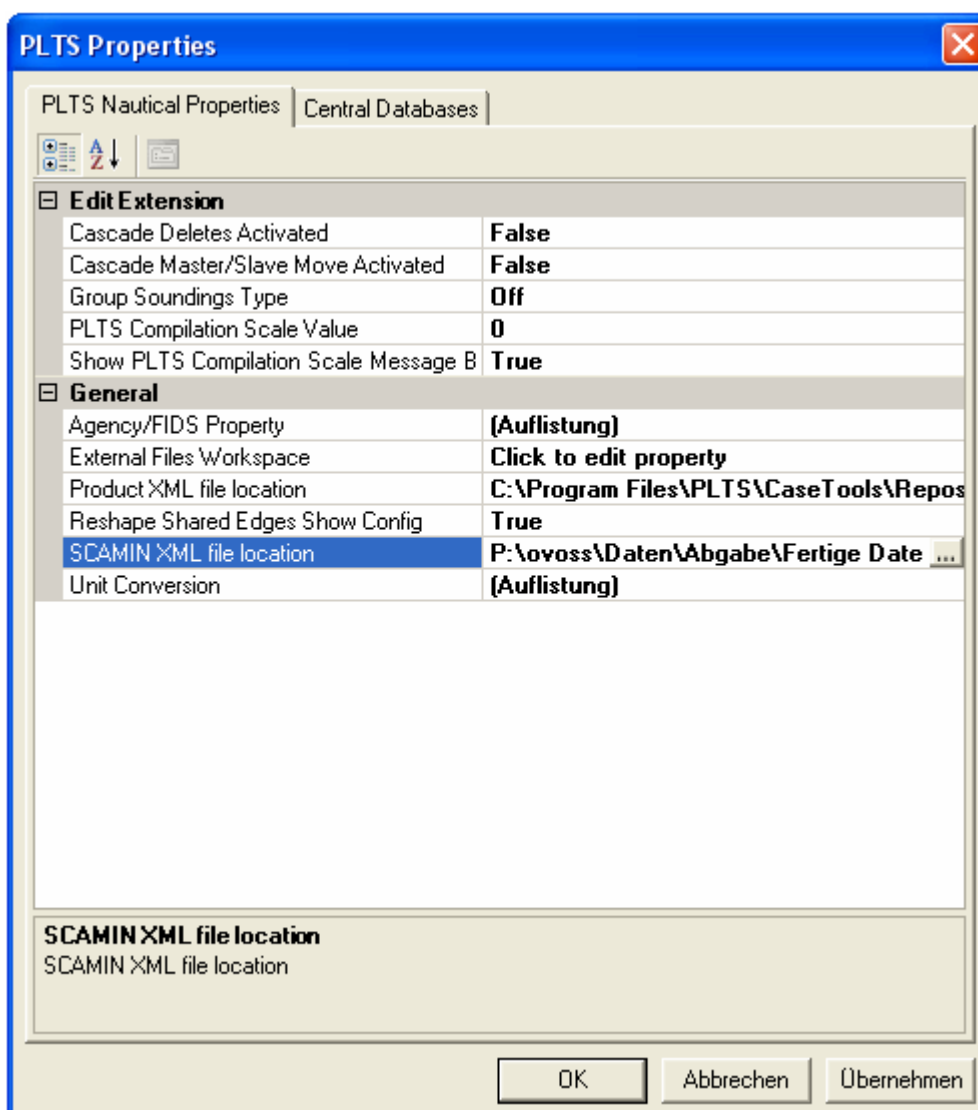 PLTS Properties
PLTS Nautical Properties Central Databases
Edit Extension
Cascade Deletes Activated False
Cascade Master/Slave Move Activated False
Group Soundings Type Off
PLTS Compilation Scale Value 0
Show PLTS Compilation Scale Message B True
General
Agency/FIDS Property (Auflistung)
External Files Workspace Click to edit property
Product XML file location C:\Program Files\PLTS\CaseTools\Repos
Reshape Shared Edges Show Config True
SCAMIN XML file location P:\ovoss\Daten\Abgabe\Fertige Date ...
Unit Conversion (Auflistung)
SCAMIN XML file location
SCAMIN XML file location
OK Abbrechen Übernehmen